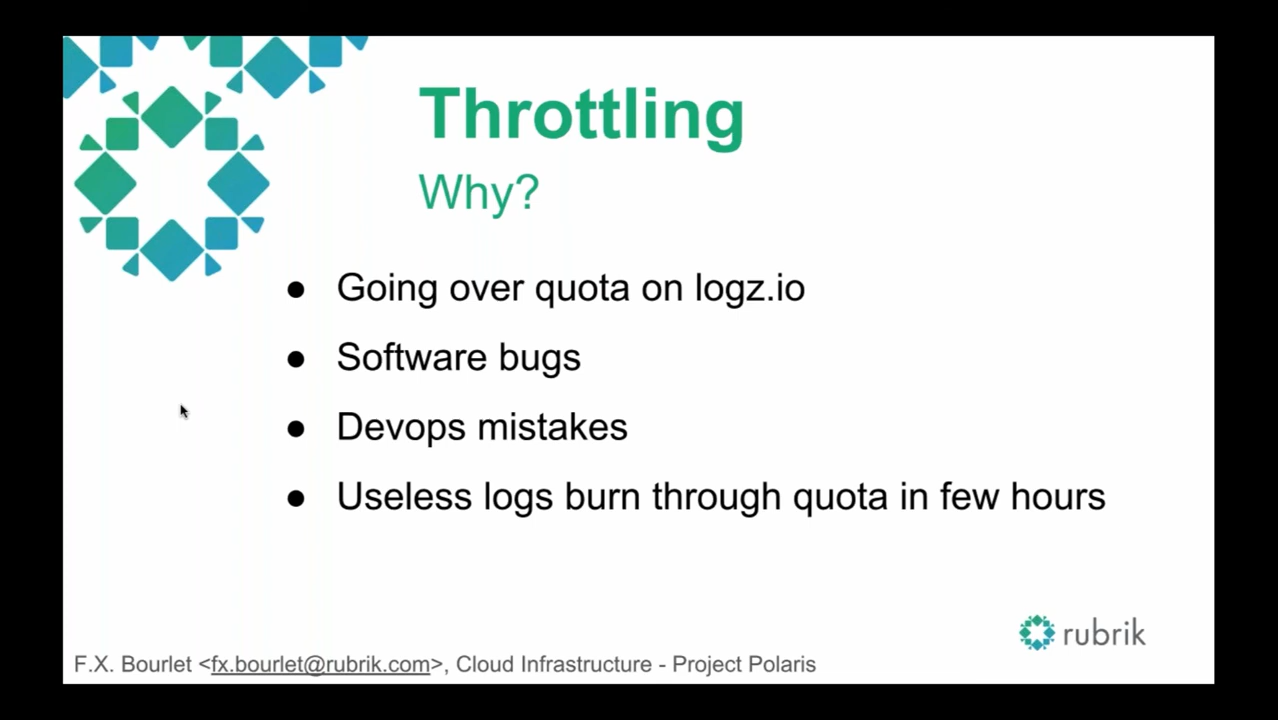 Throttling
Why?
● Going over quota on logz.io
● Software bugs
● Devops mistakes
● Useless logs burn through quota in few hours
rubrik
F.X. Bourlet <fx.bourlet@rubrik.com>, Cloud Infrastructure - Project Polaris